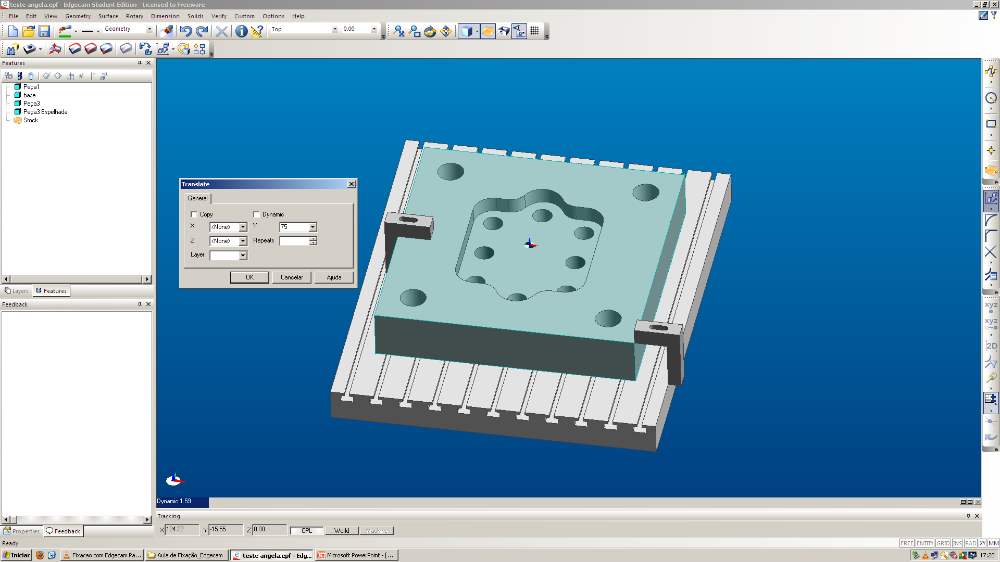 teste angela.epf - Edgecam Student Edition - Licensed to Freeware
File Edit View Geometry Surface Rotary Dimension Solids Verify Custom Options Help
Geometry Top 0.00
Features
Peça1
base
Peça3
Peça3 Espelhada
Stock
Layers Features
Feedback
Properties Feedback
Translate
General
Copy Dynamic
X <None> Y 75
Z <None> Repeats
Layer
OK Cancelar Ajuda
Dynamic 1.59
Tracking
X 124.22 Y -15.55 Z 0.00 CPL World Machine
xyz
xyz
2D
Ready
FREE ENTITY GRID INS RAD XY MM
Iniciar Fixacao com Edgecam Pa... Aula de Fixação_Edgecam teste angela.epf - Edg... Microsoft PowerPoint - [... 17:28